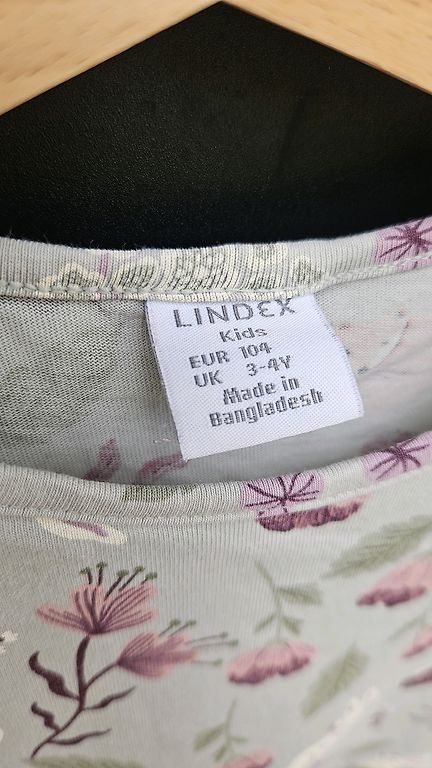 LINDEX
Kids
EUR 104
UK 3-4Y
Made in
Bangladesh